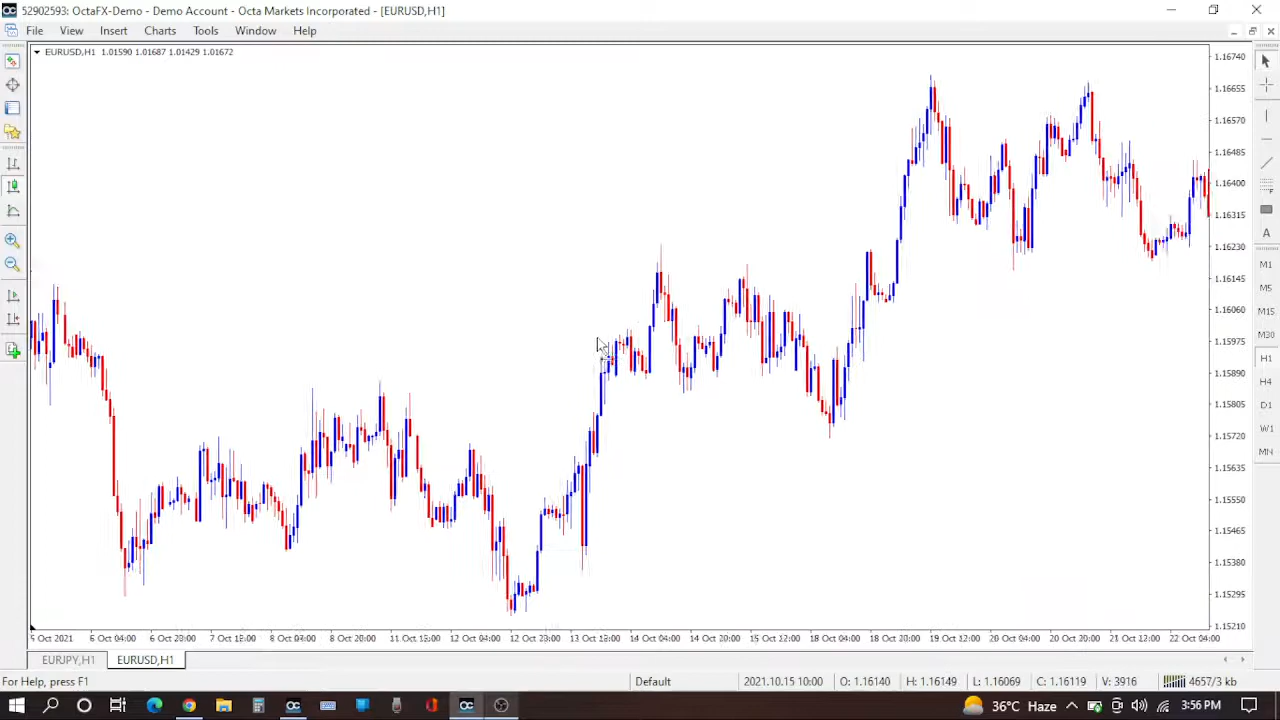 52902593: OctaFX-Demo - Demo Account - Octa Markets Incorporated - [EURUSD,H1]
File View Insert Charts Tools Window Help
EURUSD,H1 1.01590 1.01687 1.01429 1.01672
1.16740
1.16655
1.16570
1.16485
1.16400
1.16315
1.16230
1.16145
1.16060
1.15975
1.15890
1.15805
1.15720
1.15635
1.15550
1.15465
1.15380
1.15295
1.15210
A
M1
M5
M15
M30
H1
H4
D1
W1
MN
5 Oct 2021 6 Oct 04:00 6 Oct 20:00 7 Oct 12:00 8 Oct 04:00 8 Oct 20:00 11 Oct 12:00 12 Oct 04:00 12 Oct 20:00 13 Oct 12:00 14 Oct 04:00 14 Oct 20:00 15 Oct 12:00 18 Oct 04:00 18 Oct 20:00 19 Oct 12:00 20 Oct 04:00 20 Oct 20:00 21 Oct 12:00 22 Oct 04:00
EURJPY,H1 EURUSD,H1
For Help, press F1 Default 2021.10.15 10:00 O: 1.16140 H: 1.16149 L: 1.16069 C: 1.16119 V: 3916 4657/3 kb
36°C Haze 3:56 PM